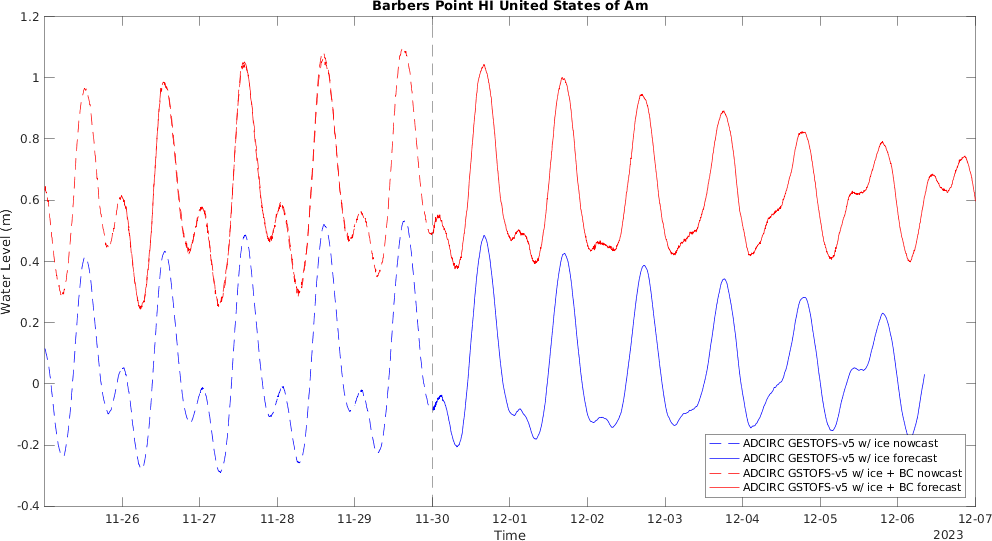 Barbers Point HI United States of Am
1.2
1
0.8
0.6
0.4
0.2
0
-0.2
-0.4
Water Level (m)
ADCIRC GESTOFS-v5 w/ ice nowcast
ADCIRC GESTOFS-v5 w/ ice forecast
ADCIRC GSTOFS-v5 w/ ice + BC nowcast
ADCIRC GSTOFS-v5 w/ ice + BC forecast
11-26 11-27 11-28 11-29 11-30 12-01 12-02 12-03 12-04 12-05 12-06 12-07
Time
2023